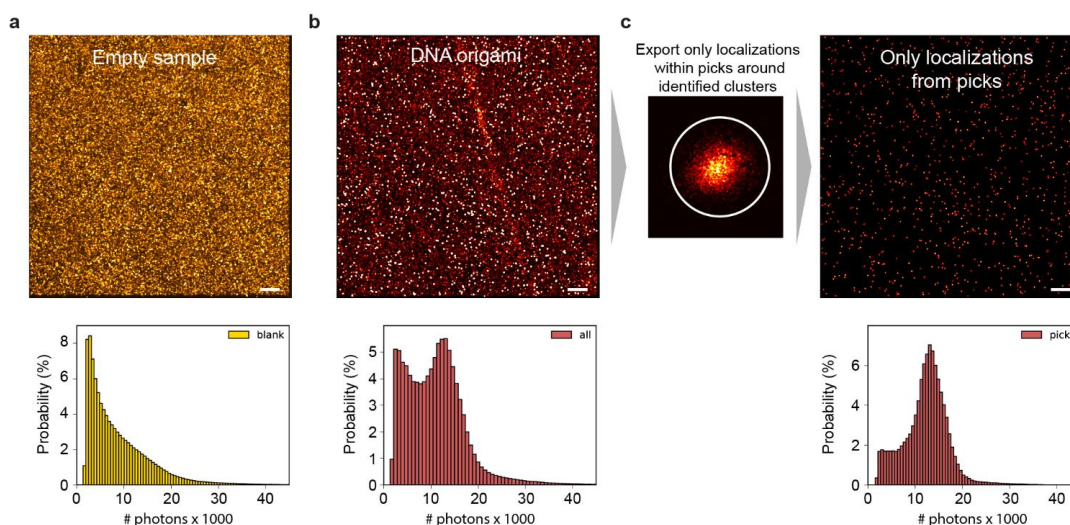 a
Empty sample
b
DNA origami
c
Export only localizations
within picks around
identified clusters
Only localizations
from picks
Probability (%)
8
6
4
2
0
blank
0 10 20 30 40
# photons x 1000
Probability (%)
5
4
3
2
1
0
all
0 10 20 30 40
# photons x 1000
Probability (%)
6
4
2
0
pick
0 10 20 30 40
# photons x 1000